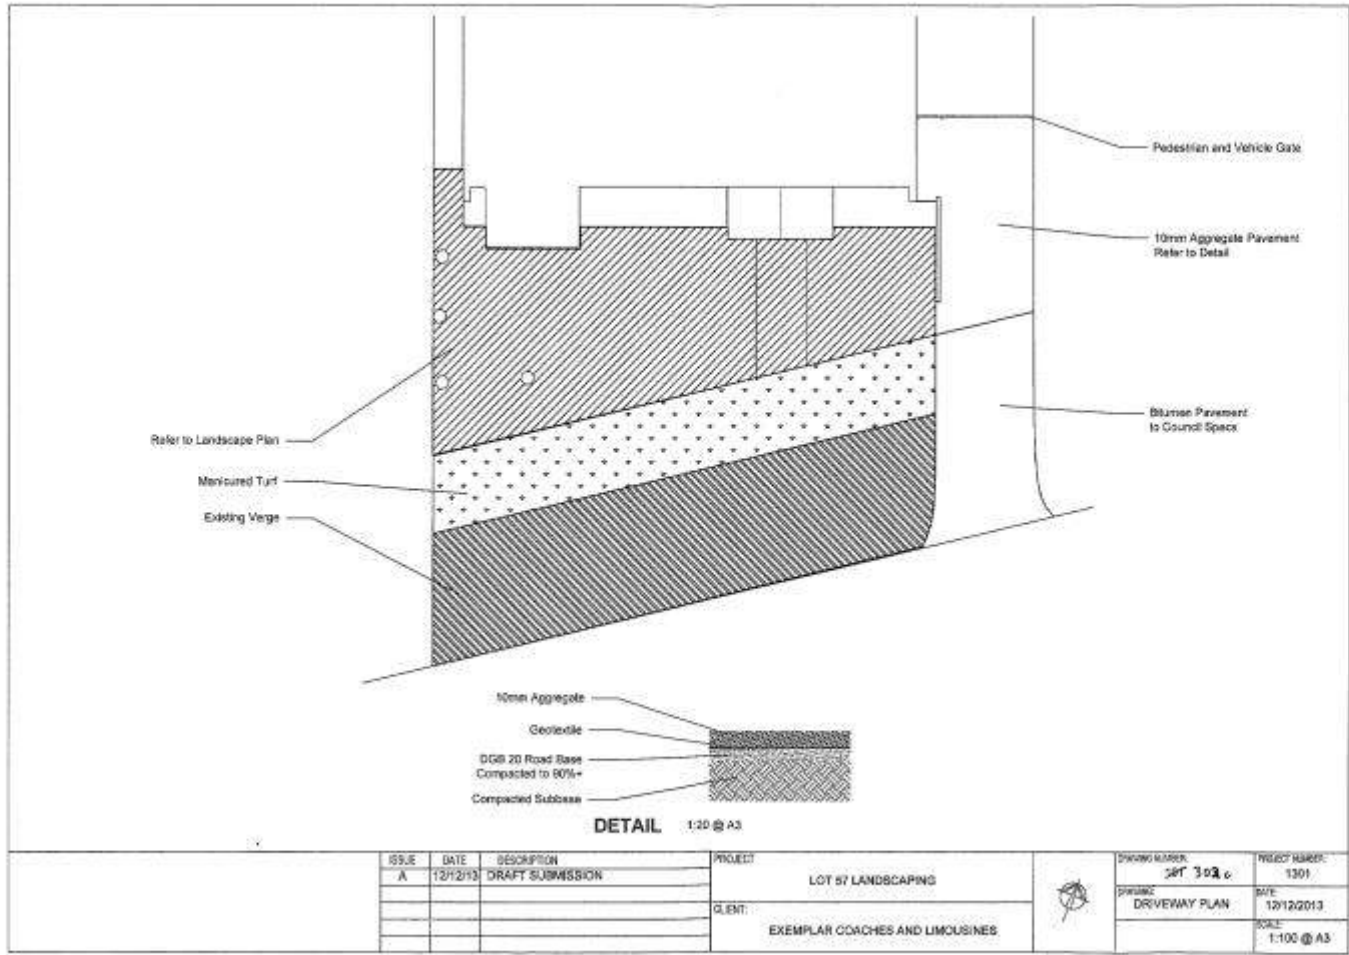 Pedestrian and Vehicle Gate
10mm Aggregate Pavement
Refer to Detail
Bitumen Pavement
to Council Specs
Refer to Landscape Plan
Manicured Turf
Existing Verge
10mm Aggregate
Geotextile
DGB 20 Road Base
Compacted to 90%+
Compacted Subbase
DETAIL 1:20 @ A3
ISSUE DATE DESCRIPTION
A 12/12/13 DRAFT SUBMISSION
PROJECT
LOT 57 LANDSCAPING
CLIENT:
EXEMPLAR COACHES AND LIMOUSINES
DRAWING NUMBER:
DRAWING:
DRIVEWAY PLAN
PROJECT NUMBER:
1301
DATE:
12/12/2013
SCALE:
1:100 @ A3